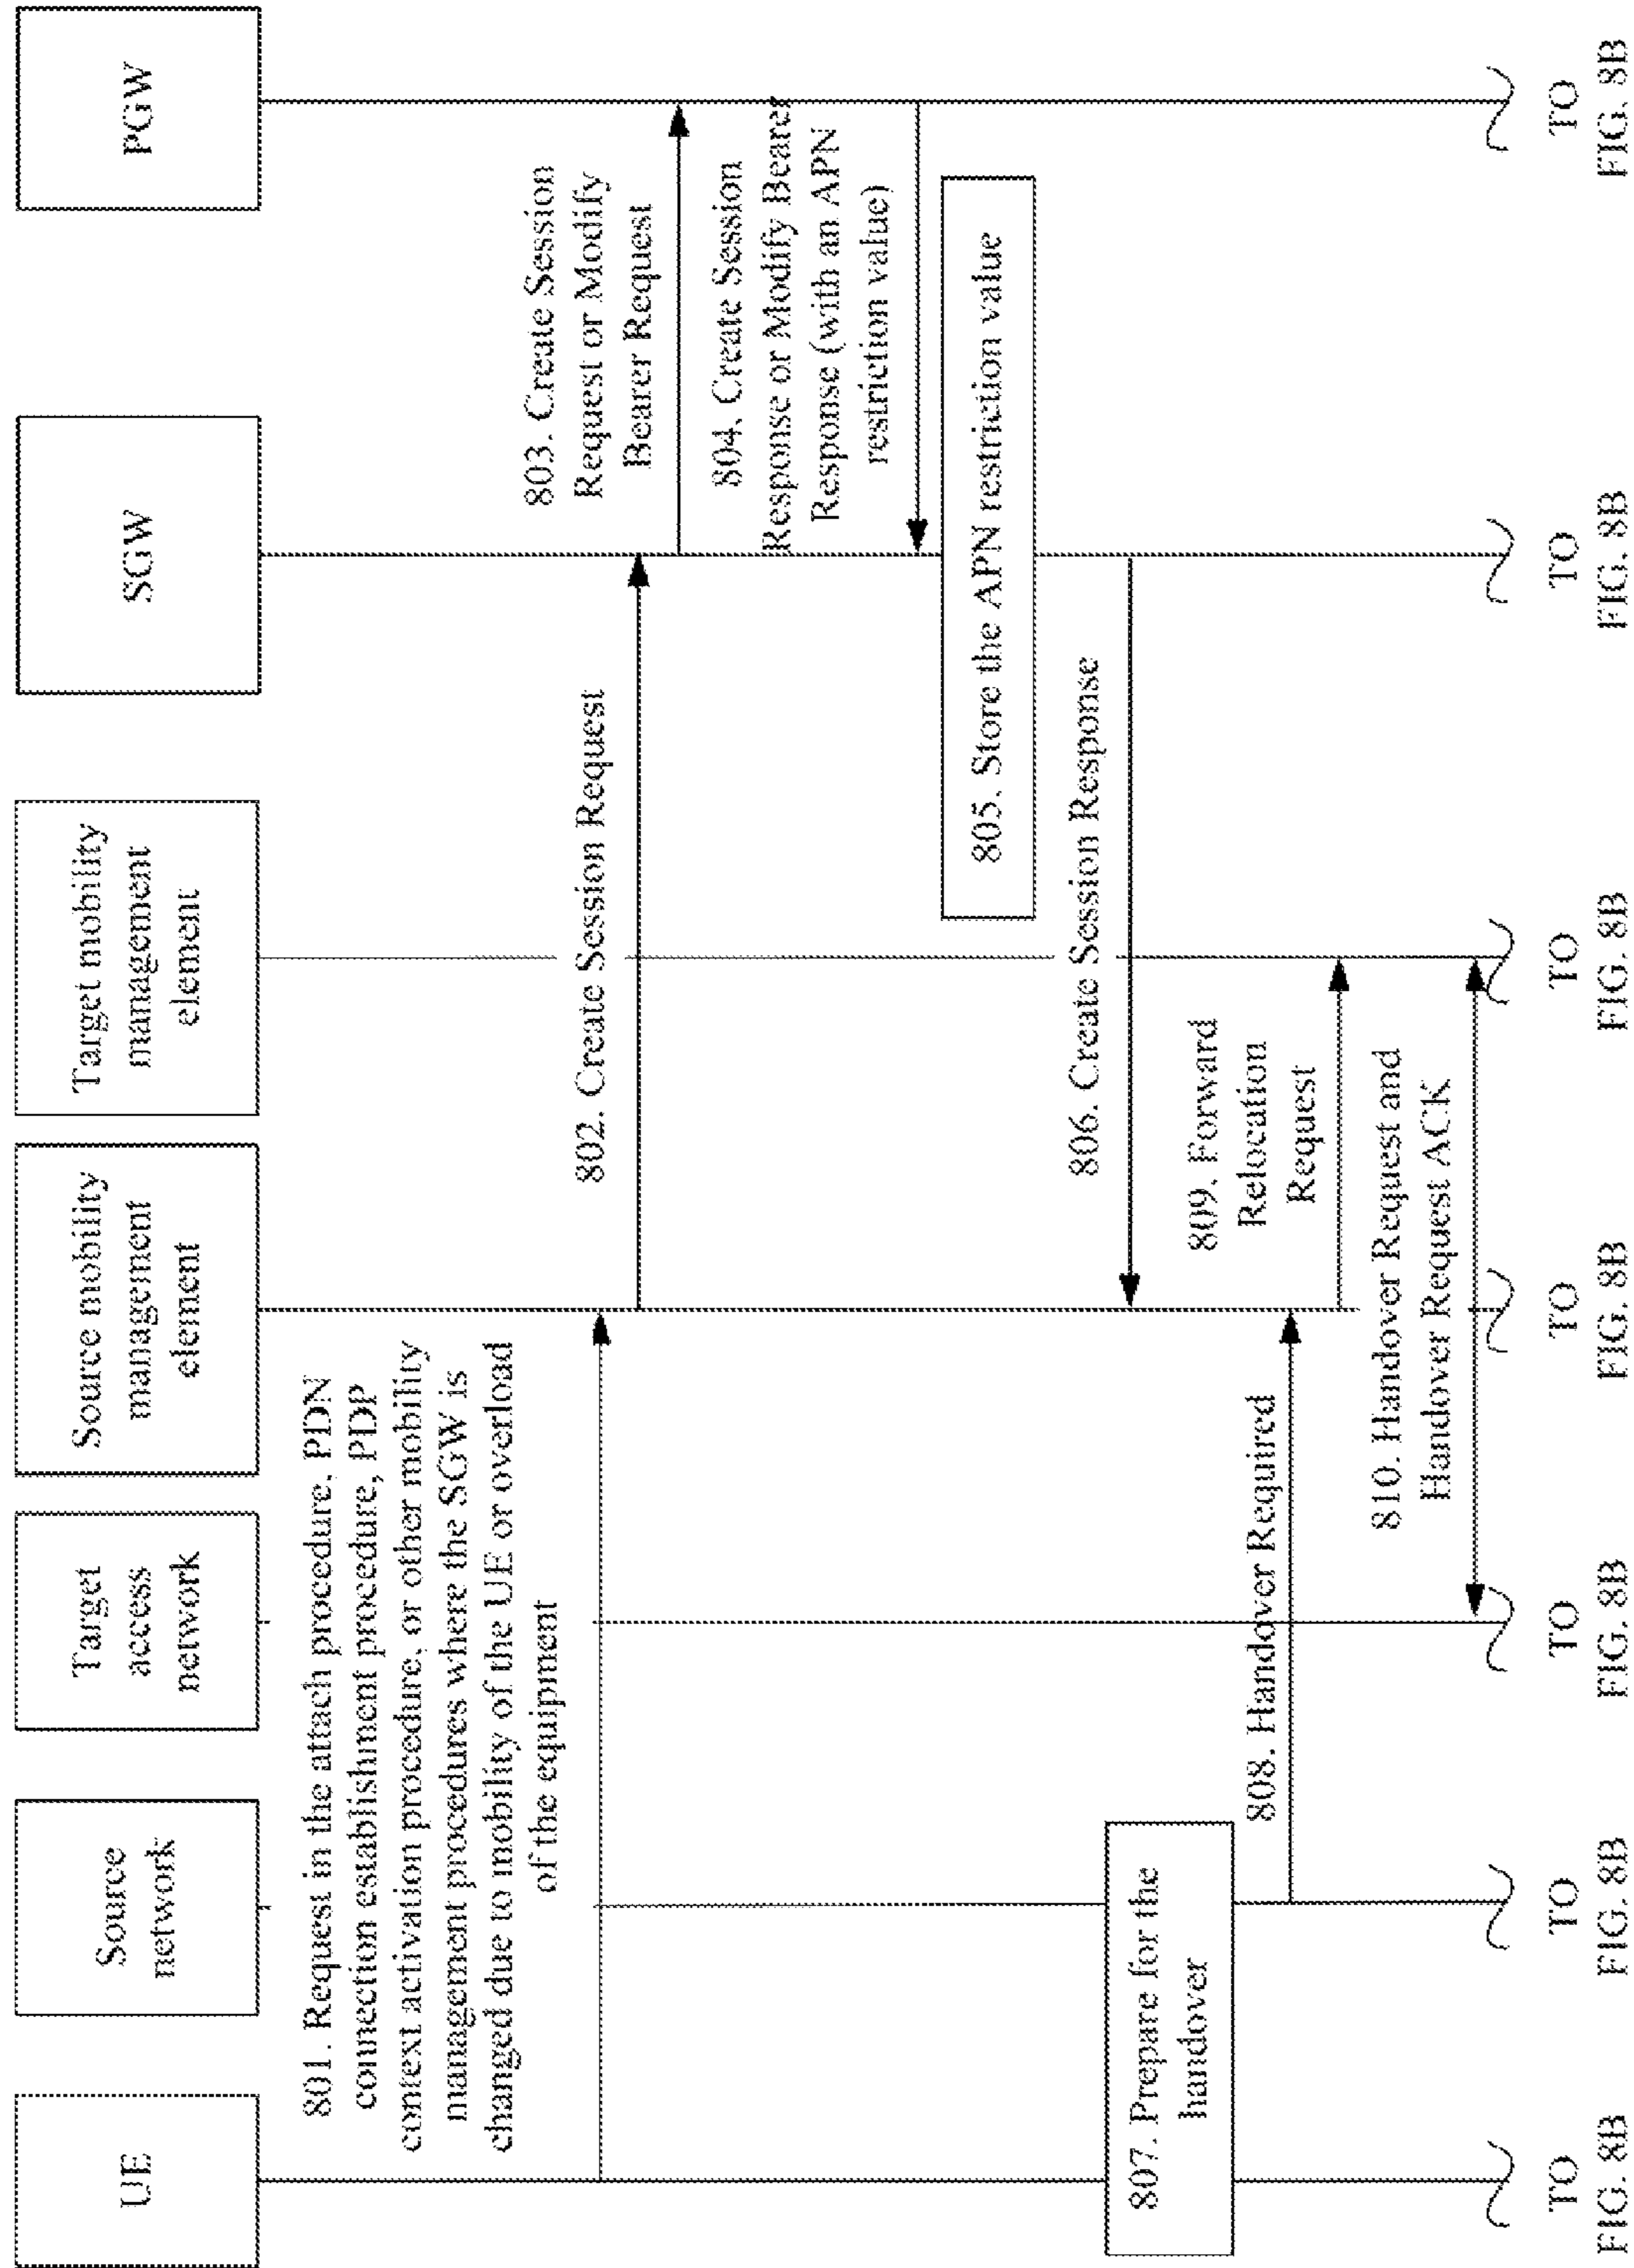 UE
Source
network
Target
access
network
Source mobility
management
element
Target mobility
management
element
SGW
PGW
801. Request in the attach procedure, PDN
connection establishment procedure, PDP
context activation procedure, or other mobility
management procedures where the SGW is
changed due to mobility of the UE or overload
of the equipment
802. Create Session Request
803. Create Session
Request or Modify
Bearer Request
804. Create Session
Response or Modify Bearer
Response (with an APN
restriction value)
805. Store the APN restriction value
806. Create Session Response
807. Prepare for the
handover
808. Handover Required
809. Forward
Relocation
Request
810. Handover Request and
Handover Request ACK
TO
FIG. 8B
TO
FIG. 8B
TO
FIG. 8B
TO
FIG. 8B
TO
FIG. 8B
TO
FIG. 8B
TO
FIG. 8B